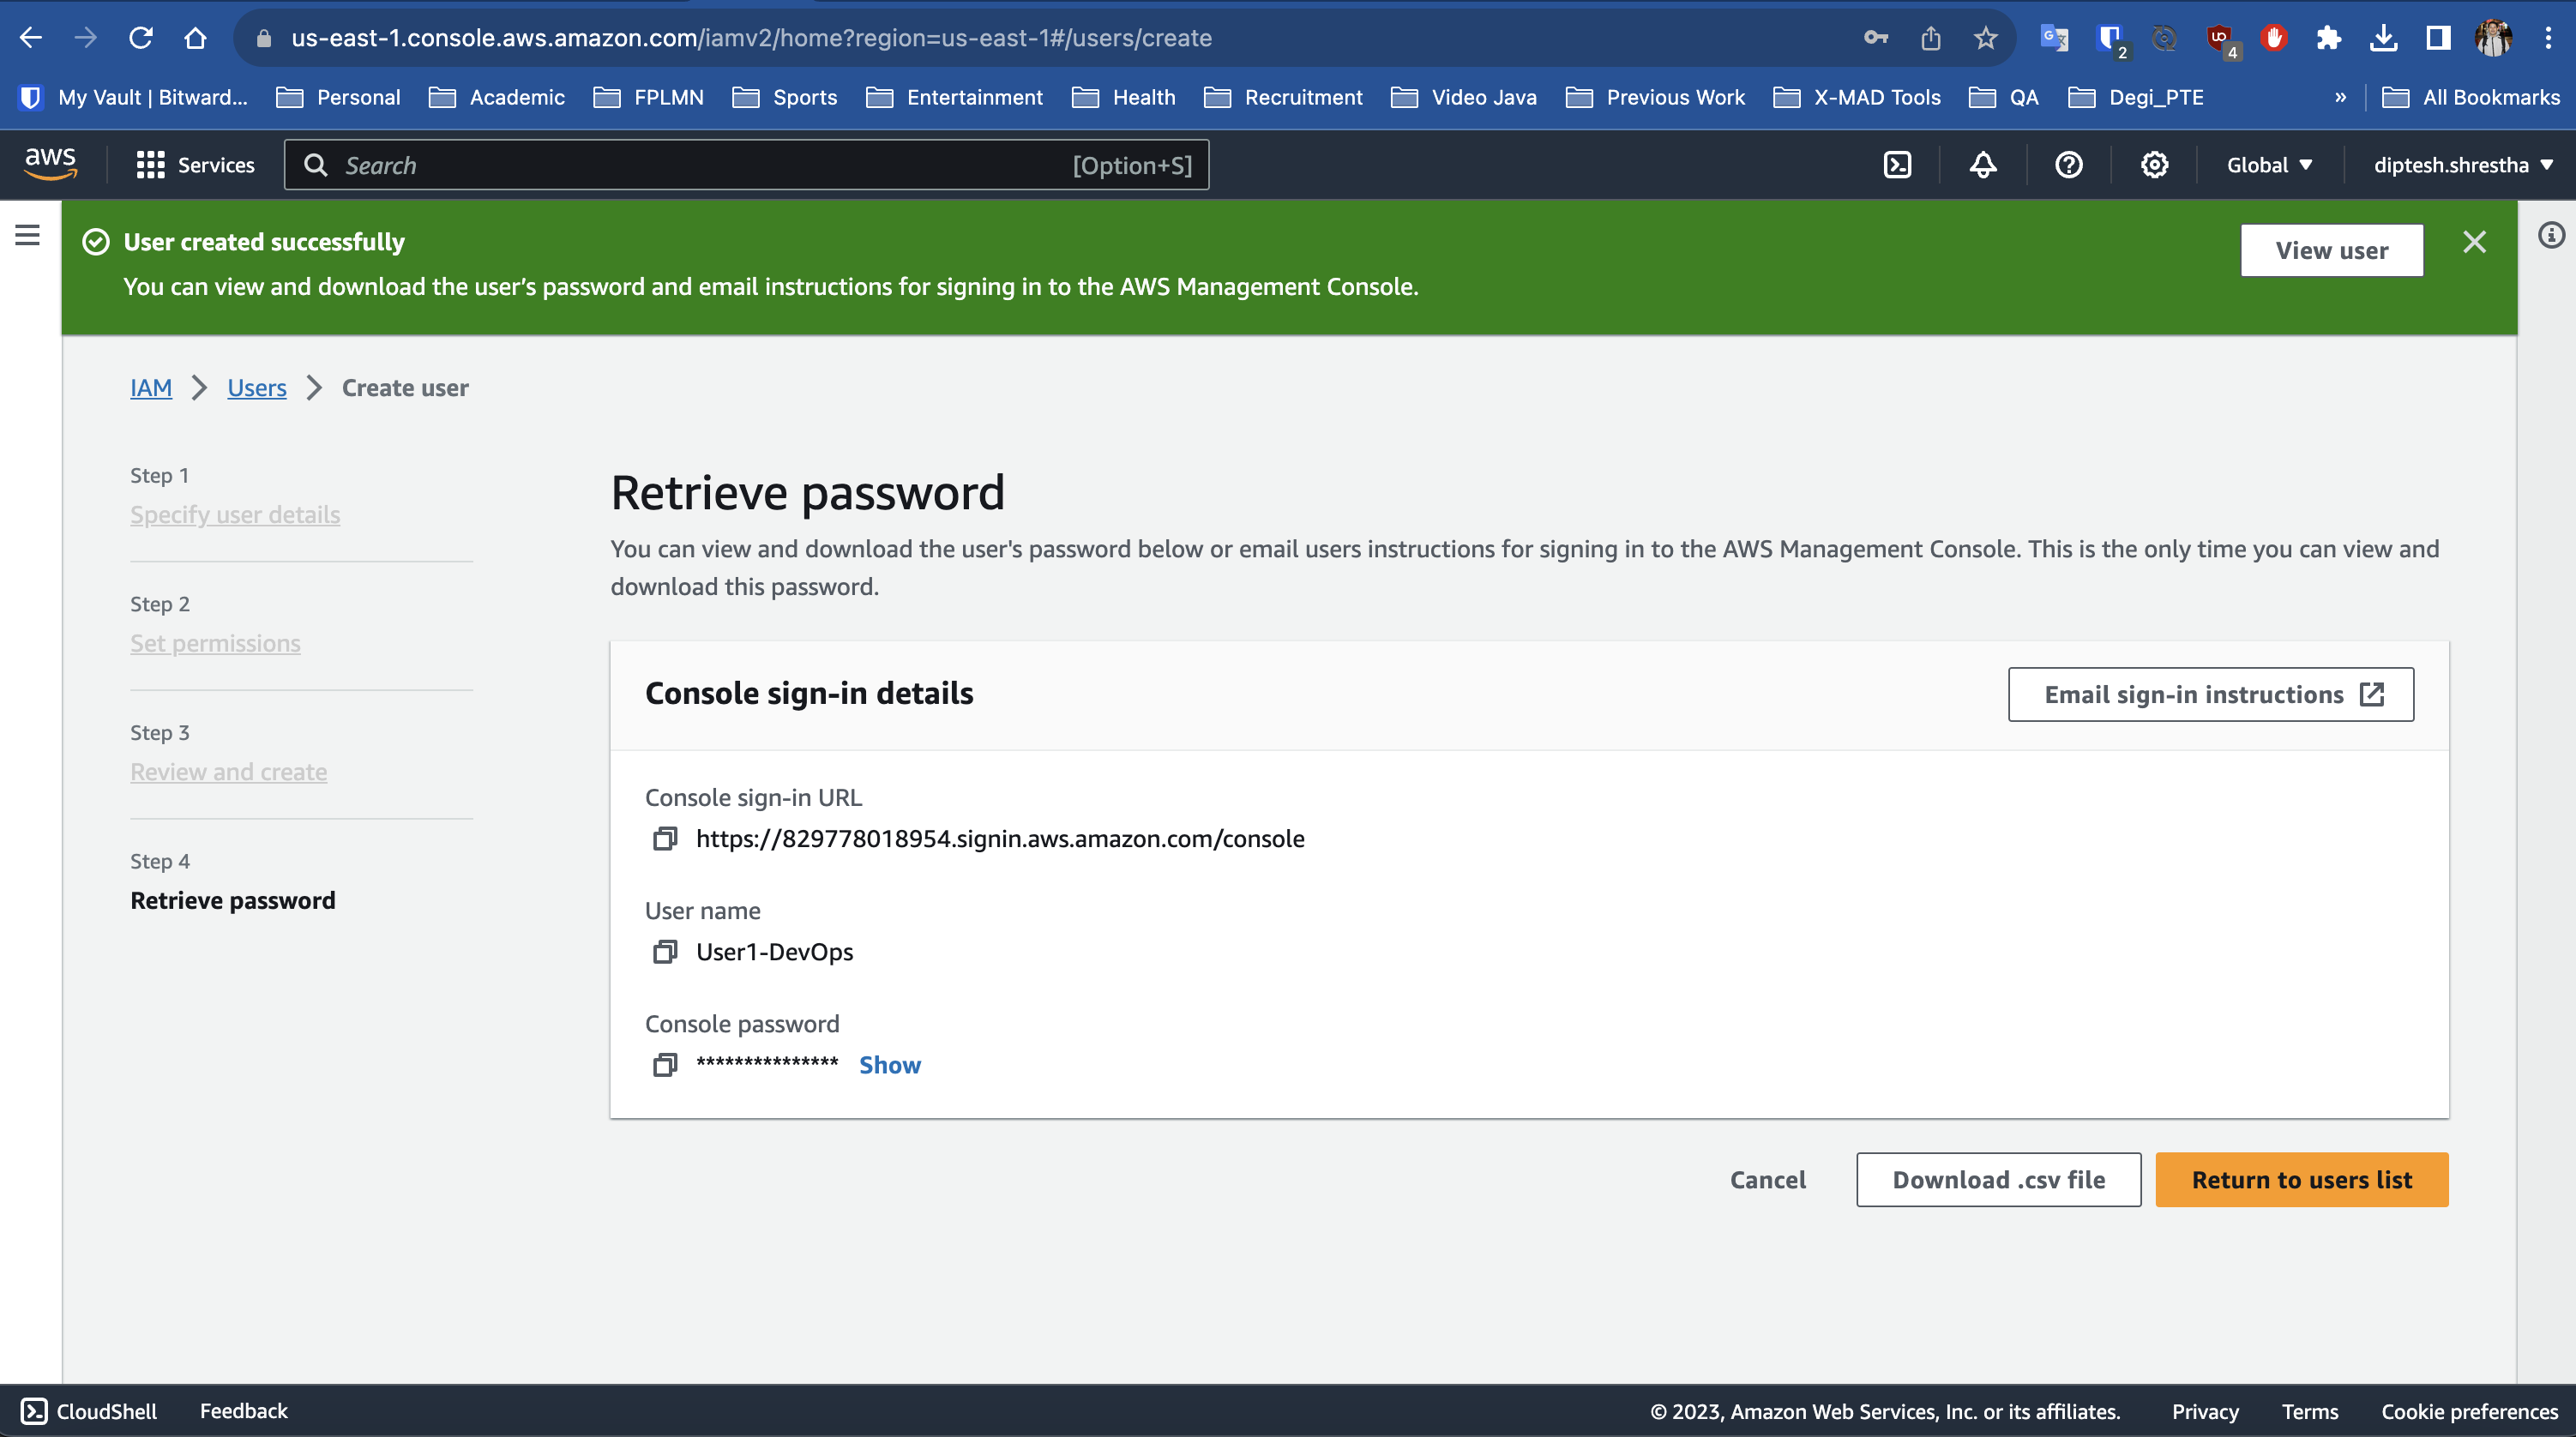 us-east-1.console.aws.amazon.com/iamv2/home?region=us-east-1#/users/create
2
4
My Vault | Bitward... Personal Academic FPLMN Sports Entertainment Health Recruitment Video Java Previous Work X-MAD Tools QA Degi_PTE » All Bookmarks
aws Services Search [Option+S] Global diptesh.shrestha
User created successfully
You can view and download the user’s password and email instructions for signing in to the AWS Management Console.
View user
IAM Users Create user
Step 1
Specify user details
Step 2
Set permissions
Step 3
Review and create
Step 4
Retrieve password
Retrieve password
You can view and download the user's password below or email users instructions for signing in to the AWS Management Console. This is the only time you can view and
download this password.
Console sign-in details
Email sign-in instructions
Console sign-in URL
https://829778018954.signin.aws.amazon.com/console
User name
User1-DevOps
Console password
*************** Show
Cancel Download .csv file Return to users list
CloudShell Feedback © 2023, Amazon Web Services, Inc. or its affiliates. Privacy Terms Cookie preferences